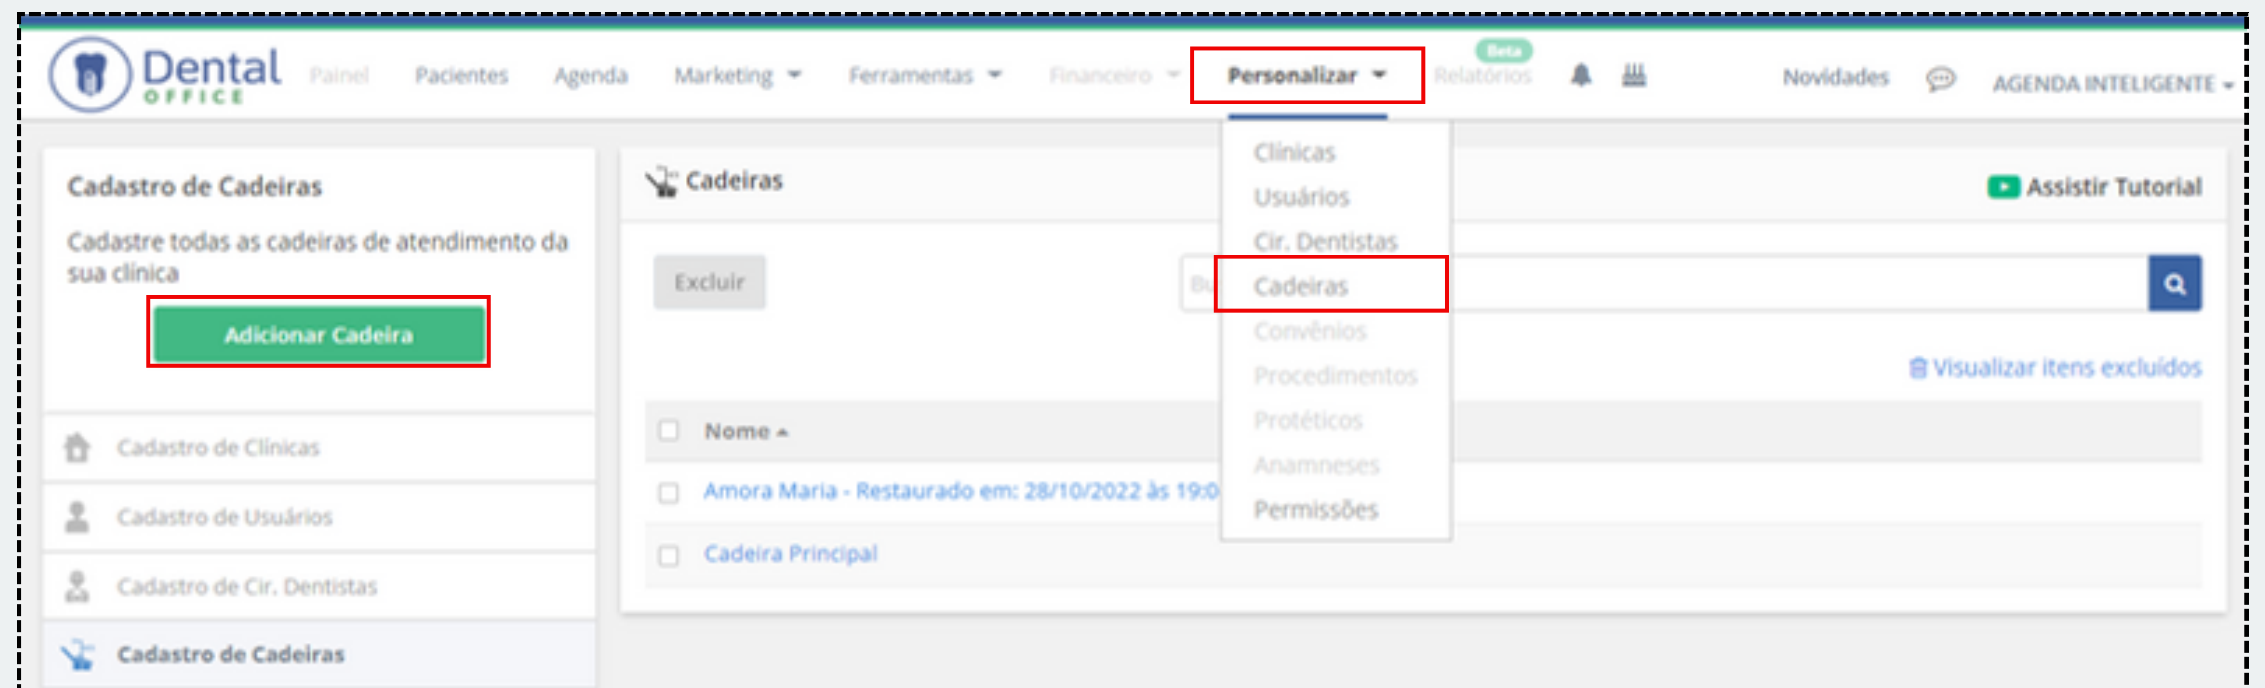 Dental
OFFICE
Painel
Pacientes
Agenda
Marketing
Ferramentas
Financeiro
Personalizar
Beta
Relatórios
Novidades
AGENDA INTELIGENTE
Cadastro de Cadeiras
Cadastre todas as cadeiras de atendimento da
sua clínica
Adicionar Cadeira
Cadastro de Clínicas
Cadastro de Usuários
Cadastro de Cir. Dentistas
Cadastro de Cadeiras
Cadeiras
Assistir Tutorial
Excluir
Visualizar itens excluídos
Nome
Amora Maria - Restaurado em: 28/10/2022 às 19:0
Cadeira Principal
Clínicas
Usuários
Cir. Dentistas
Cadeiras
Convênios
Procedimentos
Protéticos
Anamneses
Permissões